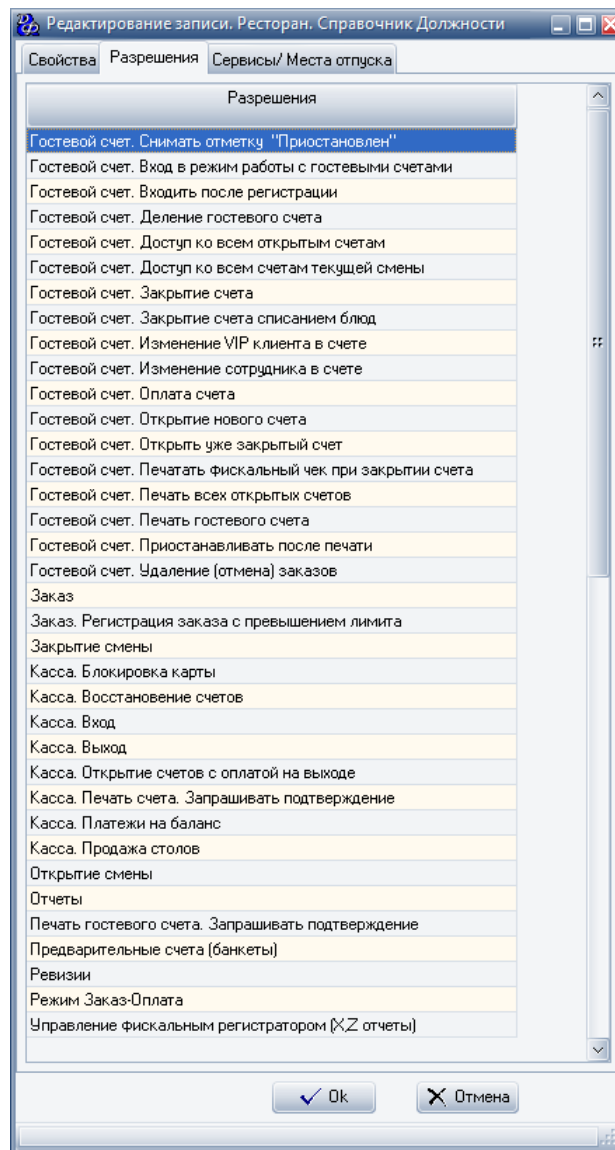 Редактирование записи. Ресторан. Справочник Должности
Свойства Разрешения Сервисы/ Места отпуска
Разрешения
Гостевой счет. Снимать отметку "Приостановлен"
Гостевой счет. Вход в режим работы с гостевыми счетами
Гостевой счет. Входить после регистрации
Гостевой счет. Деление гостевого счета
Гостевой счет. Доступ ко всем открытым счетам
Гостевой счет. Доступ ко всем счетам текущей смены
Гостевой счет. Закрытие счета
Гостевой счет. Закрытие счета списанием блюд
Гостевой счет. Изменение VIP клиента в счете
Гостевой счет. Изменение сотрудника в счете
Гостевой счет. Оплата счета
Гостевой счет. Открытие нового счета
Гостевой счет. Открыть уже закрытый счет
Гостевой счет. Печатать фискальный чек при закрытии счета
Гостевой счет. Печать всех открытых счетов
Гостевой счет. Печать гостевого счета
Гостевой счет. Приостанавливать после печати
Гостевой счет. Удаление (отмена) заказов
Заказ
Заказ. Регистрация заказа с превышением лимита
Закрытие смены
Касса. Блокировка карты
Касса. Восстановение счетов
Касса. Вход
Касса. Выход
Касса. Открытие счетов с оплатой на выходе
Касса. Печать счета. Запрашивать подтверждение
Касса. Платежи на баланс
Касса. Продажа столов
Открытие смены
Отчеты
Печать гостевого счета. Запрашивать подтверждение
Предварительные счета (банкеты)
Ревизии
Режим Заказ-Оплата
Управление фискальным регистратором (X,Z отчеты)
Ok Отмена